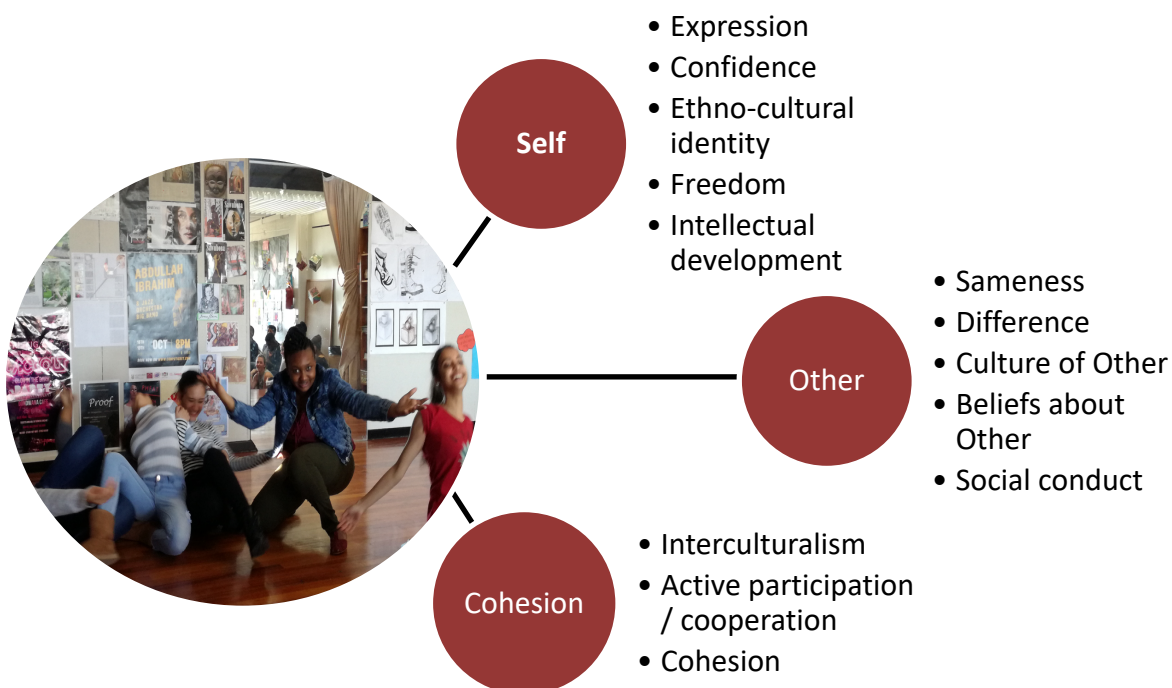 Self
• Expression
• Confidence
• Ethno-cultural
identity
• Freedom
• Intellectual
development
Other
• Sameness
• Difference
• Culture of Other
• Beliefs about
Other
• Social conduct
Cohesion
• Interculturalism
• Active participation
/ cooperation
• Cohesion
ABDULLAH
IBRAHIM
OCT 8PM
Proof